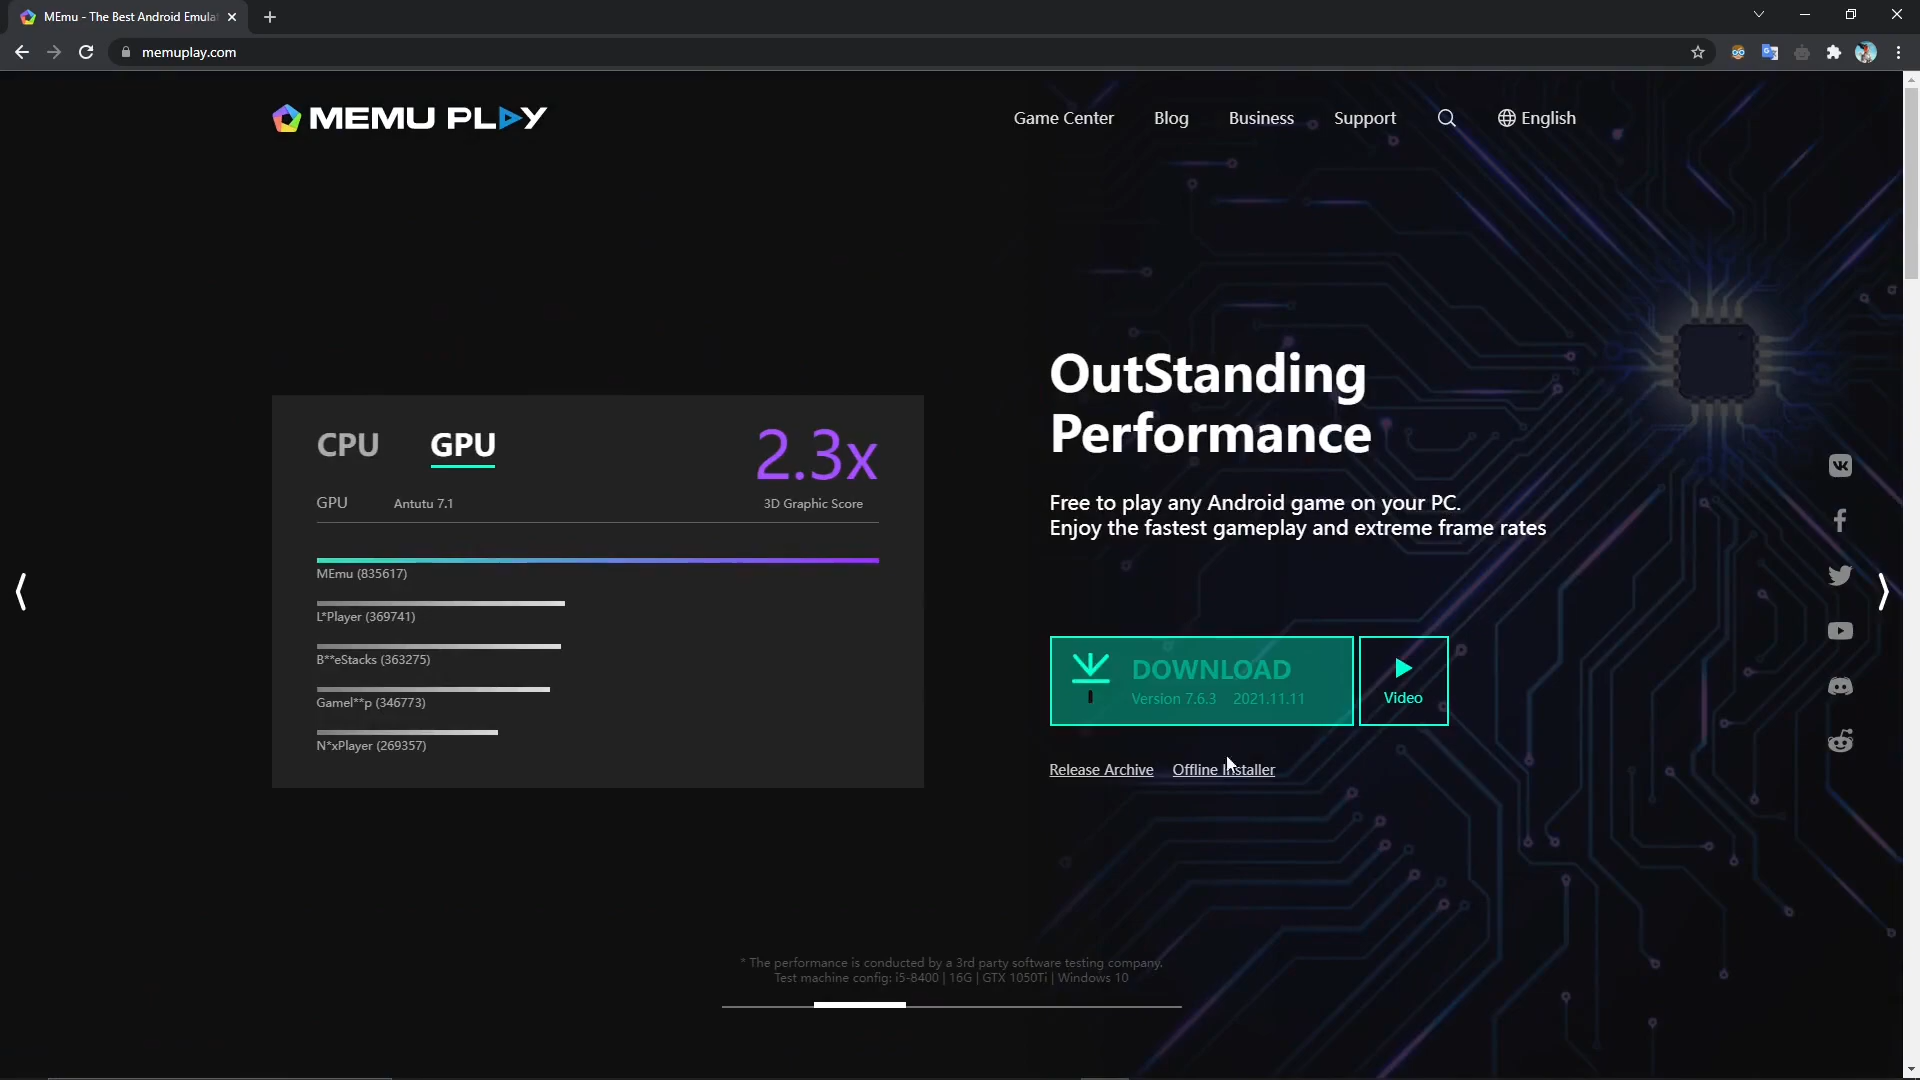 MEmu - The Best Android Emula
memuplay.com
MEMU PLAY
Game Center
Blog
Business
Support
English
CPU
GPU
2.3x
GPU
Antutu 7.1
3D Graphic Score
MEmu (835617)
L*Player (369741)
B**eStacks (363275)
Gamel**p (346773)
N*xPlayer (269357)
OutStanding
Performance
Free to play any Android game on your PC.
Enjoy the fastest gameplay and extreme frame rates
DOWNLOAD
Version 7.6.3 2021.11.11
Video
Release Archive
Offline Installer
* The performance is conducted by a 3rd party software testing company.
Test machine config: i5-8400 | 16G | GTX 1050Ti | Windows 10